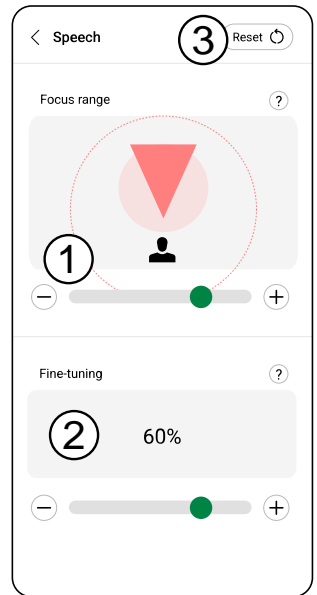 Speech
3
Reset
Focus range
?
1
Fine-tuning
?
2
60%